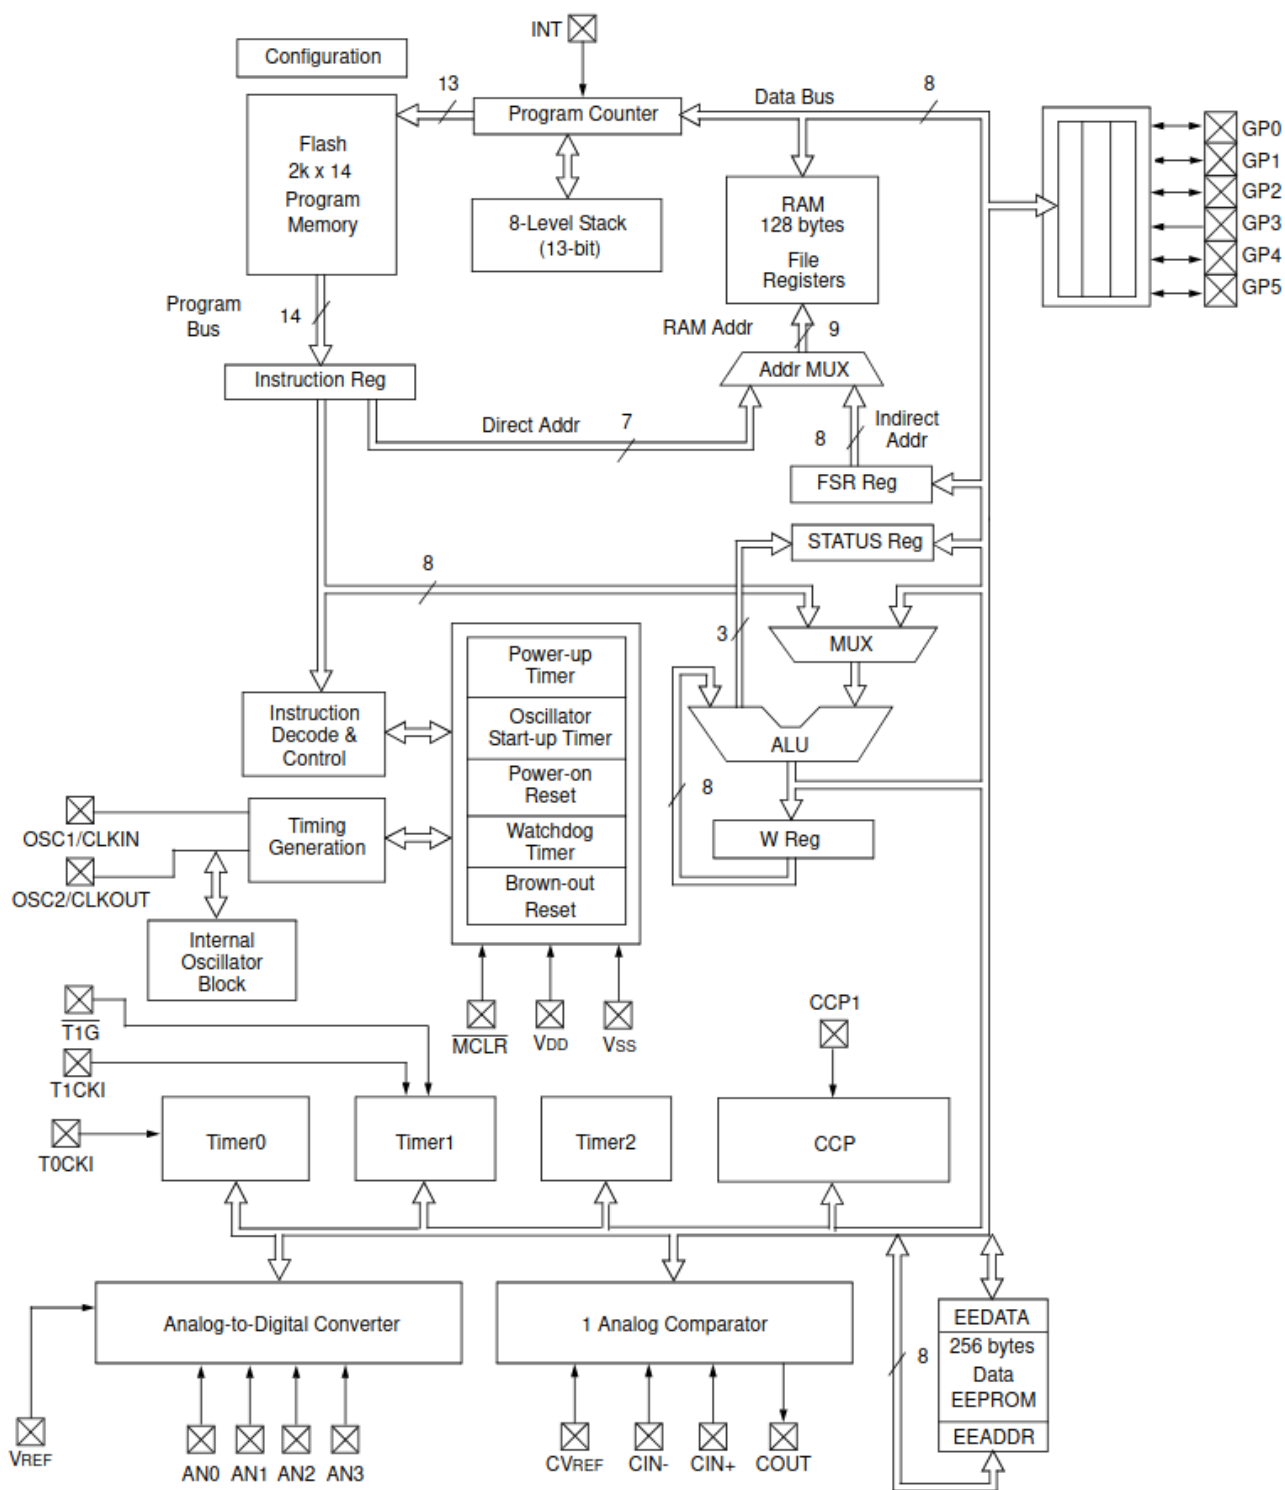 INT
Configuration
13
Program Counter
Data Bus
8
Flash
2k x 14
Program
Memory
8-Level Stack
(13-bit)
RAM
128 bytes
File
Registers
GP0
GP1
GP2
GP3
GP4
GP5
Program
Bus
14
RAM Addr
9
Addr MUX
Instruction Reg
Direct Addr
7
Indirect
Addr
8
FSR Reg
STATUS Reg
8
3
MUX
Power-up
Timer
Oscillator
Start-up Timer
Power-on
Reset
Watchdog
Timer
Brown-out
Reset
Instruction
Decode &
Control
ALU
8
W Reg
OSC1/CLKIN
Timing
Generation
OSC2/CLKOUT
Internal
Oscillator
Block
T1G
MCLR
VDD
VSS
CCP1
T1CKI
T0CKI
Timer0
Timer1
Timer2
CCP
Analog-to-Digital Converter
1 Analog Comparator
EEDATA
256 bytes
Data
EEPROM
EEADDR
8
VREF
AN0
AN1
AN2
AN3
CVREF
CIN-
CIN+
COUT